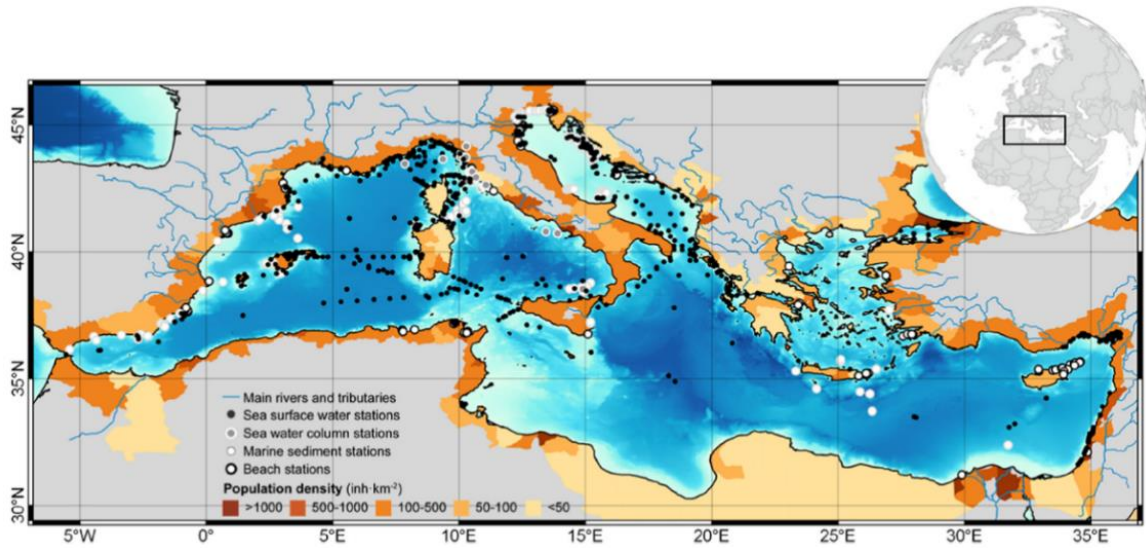 45°N
40°N
35°N
30°N
Main rivers and tributaries
Sea surface water stations
Sea water column stations
Marine sediment stations
Beach stations
Population density (inh·km⁻²)
>1000 500-1000 100-500 50-100 <50
5°W 0° 5°E 10°E 15°E 20°E 25°E 30°E 35°E